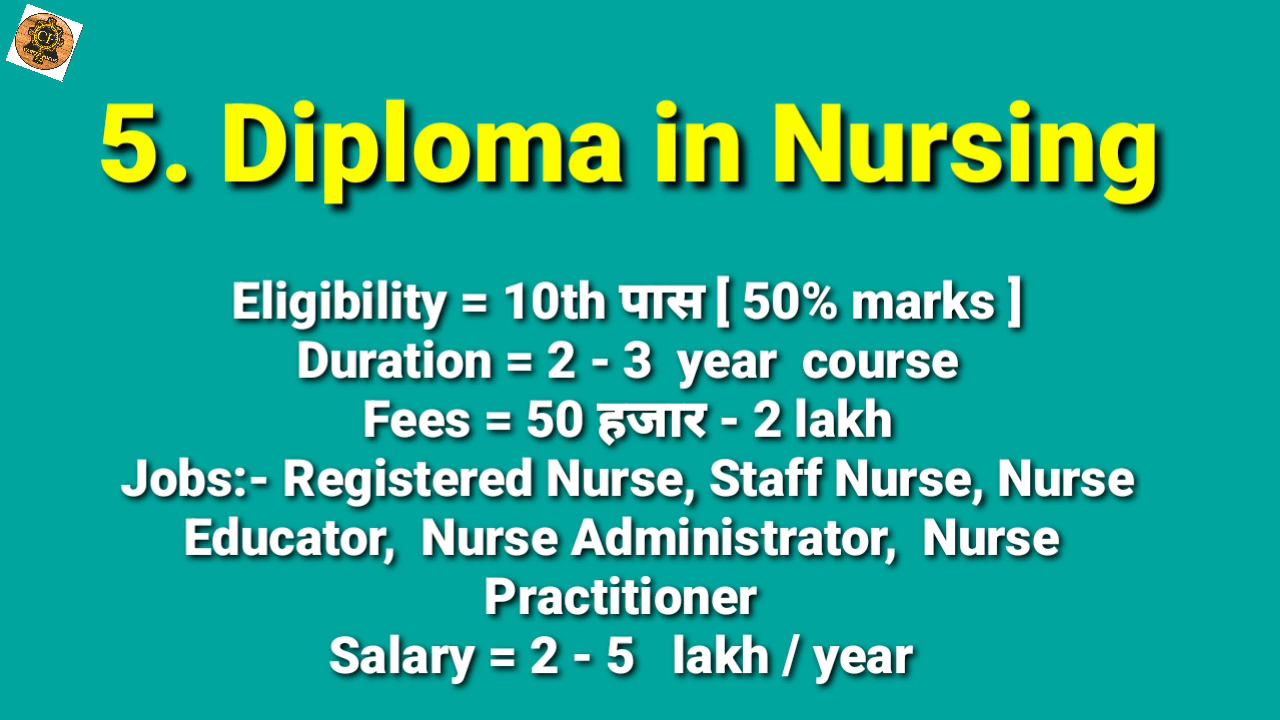 5. Diploma in Nursing
Eligibility = 10th पास [ 50% marks ]
Duration = 2 - 3 year course
Fees = 50 हजार - 2 lakh
Jobs:- Registered Nurse, Staff Nurse, Nurse
Educator, Nurse Administrator, Nurse
Practitioner
Salary = 2 - 5 lakh / year